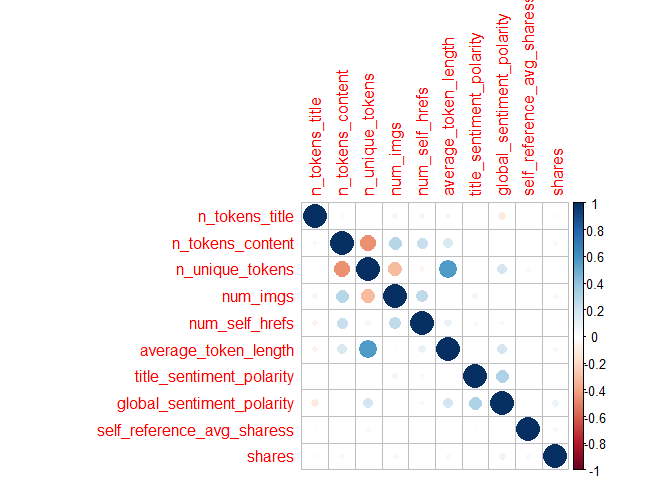 n_tokens_title
n_tokens_content
n_unique_tokens
num_imgs
num_self_hrefs
average_token_length
title_sentiment_polarity
global_sentiment_polarity
self_reference_avg_sharess
shares
n_tokens_title
n_tokens_content
n_unique_tokens
num_imgs
num_self_hrefs
average_token_length
title_sentiment_polarity
global_sentiment_polarity
self_reference_avg_sharess
shares
1
0.8
0.6
0.4
0.2
0
-0.2
-0.4
-0.6
-0.8
-1